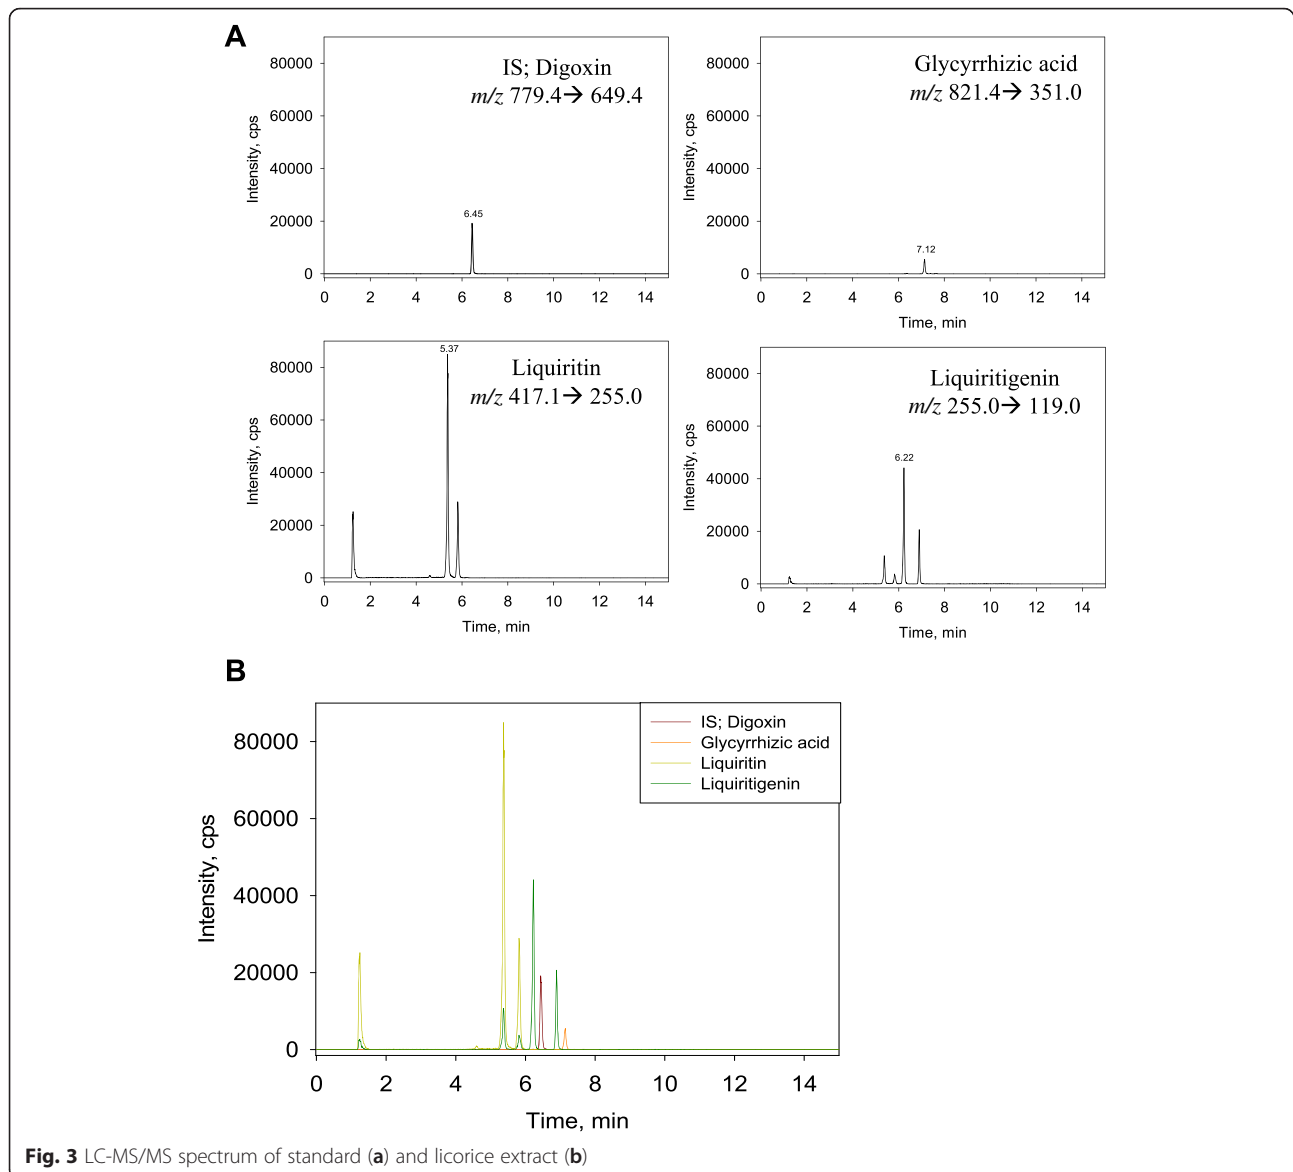 A
IS; Digoxin
m/z 779.4→ 649.4
Intensity, cps
80000
60000
40000
20000
0
6.45
0 2 4 6 8 10 12 14
Glycyrrhizic acid
m/z 821.4→ 351.0
Intensity, cps
80000
60000
40000
20000
0
7.12
0 2 4 6 8 10 12 14
Time, min
Liquiritin
m/z 417.1→ 255.0
Intensity, cps
80000
60000
40000
20000
0
5.37
0 2 4 6 8 10 12 14
Time, min
Liquiritigenin
m/z 255.0→ 119.0
Intensity, cps
80000
60000
40000
20000
0
6.22
0 2 4 6 8 10 12 14
Time, min
B
IS; Digoxin
Glycyrrhizic acid
Liquiritin
Liquiritigenin
Intensity, cps
80000
60000
40000
20000
0
0 2 4 6 8 10 12 14
Time, min
Fig. 3 LC-MS/MS spectrum of standard (a) and licorice extract (b)